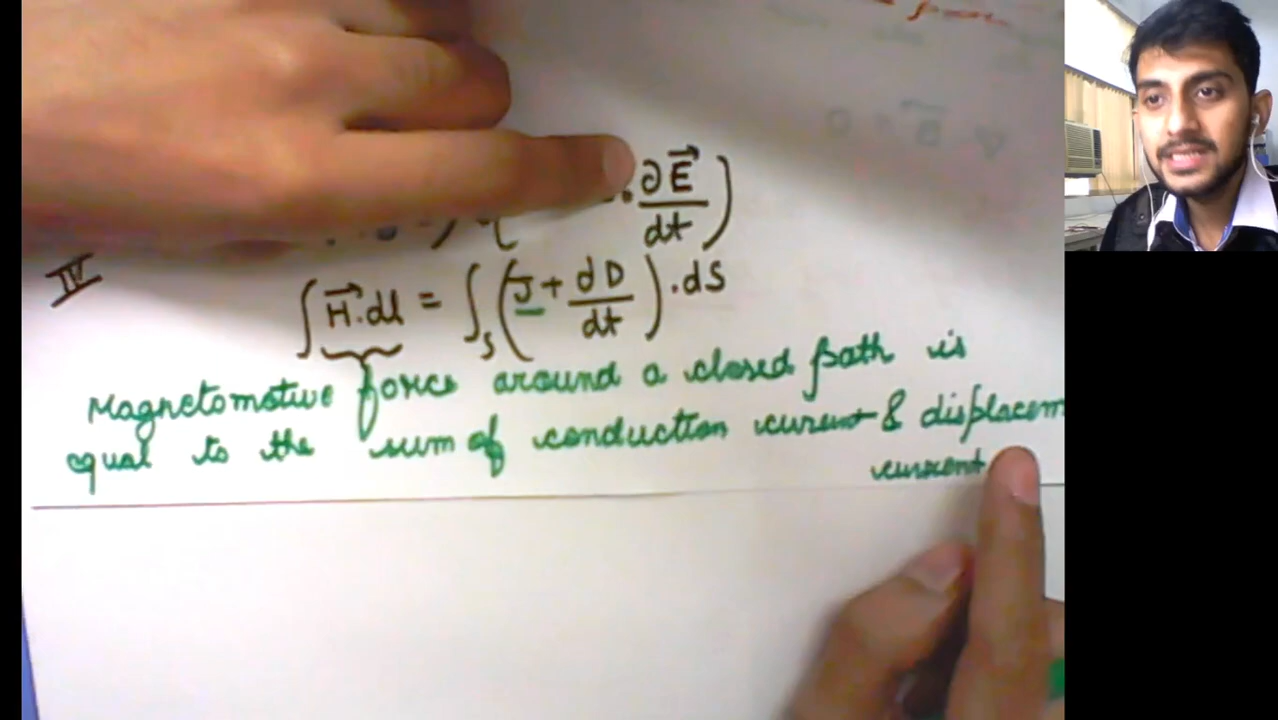 ∇ B⃗ = 0
∂E⃗/dt )
IV
∫ H⃗.dl = ∫s ( J + dD/dt ) .dS
Magnetomotive force around a closed path is
equal to the sum of conduction current & displacem
current